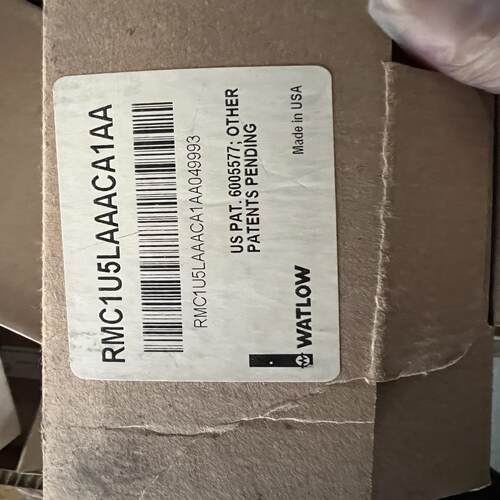 RMC1U5LAAACA1AA
RMC1U5LAAACA1AA049993
US PAT. 6005577; OTHER
PATENTS PENDING
WATLOW
Made in USA